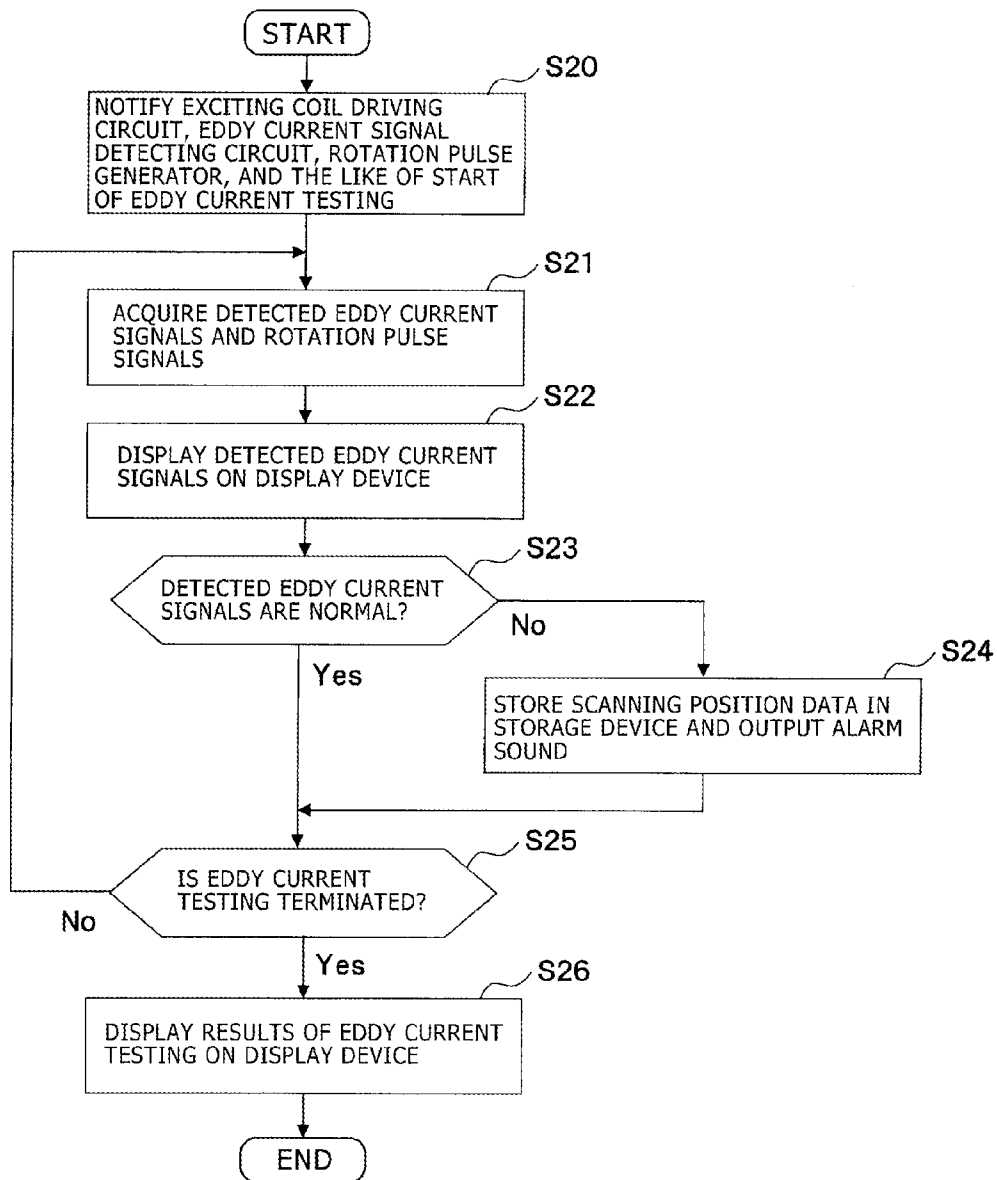 START
S20
NOTIFY EXCITING COIL DRIVING
CIRCUIT, EDDY CURRENT SIGNAL
DETECTING CIRCUIT, ROTATION PULSE
GENERATOR, AND THE LIKE OF START
OF EDDY CURRENT TESTING
S21
ACQUIRE DETECTED EDDY CURRENT
SIGNALS AND ROTATION PULSE
SIGNALS
S22
DISPLAY DETECTED EDDY CURRENT
SIGNALS ON DISPLAY DEVICE
S23
DETECTED EDDY CURRENT
SIGNALS ARE NORMAL?
No
Yes
S24
STORE SCANNING POSITION DATA IN
STORAGE DEVICE AND OUTPUT ALARM
SOUND
S25
IS EDDY CURRENT
TESTING TERMINATED?
No
Yes
S26
DISPLAY RESULTS OF EDDY CURRENT
TESTING ON DISPLAY DEVICE
END